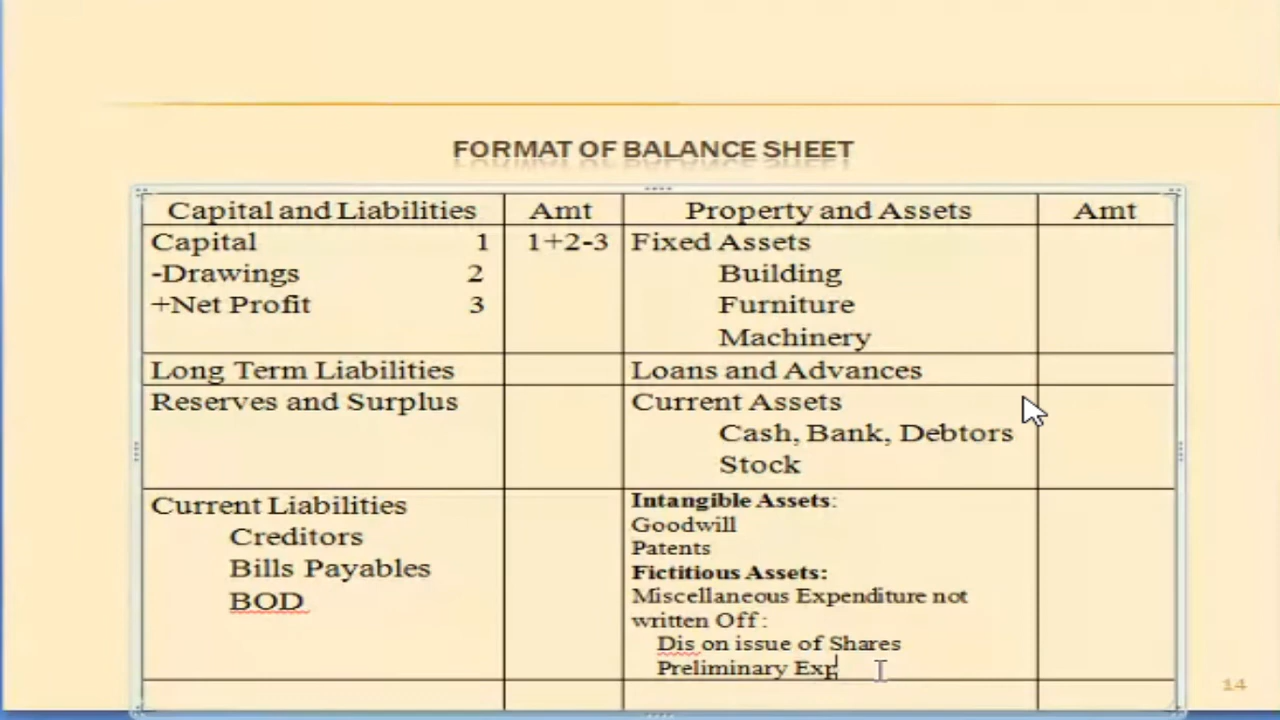 FORMAT OF BALANCE SHEET
Capital and Liabilities Amt Property and Assets Amt
Capital 1 1+2-3 Fixed Assets
-Drawings 2 Building
+Net Profit 3 Furniture
Machinery
Long Term Liabilities Loans and Advances
Reserves and Surplus Current Assets
Cash, Bank, Debtors
Stock
Current Liabilities Intangible Assets:
Creditors Goodwill
Bills Payables Patents
BOD Fictitious Assets:
Miscellaneous Expenditure not
written Off :
Dis on issue of Shares
Preliminary Exp
14